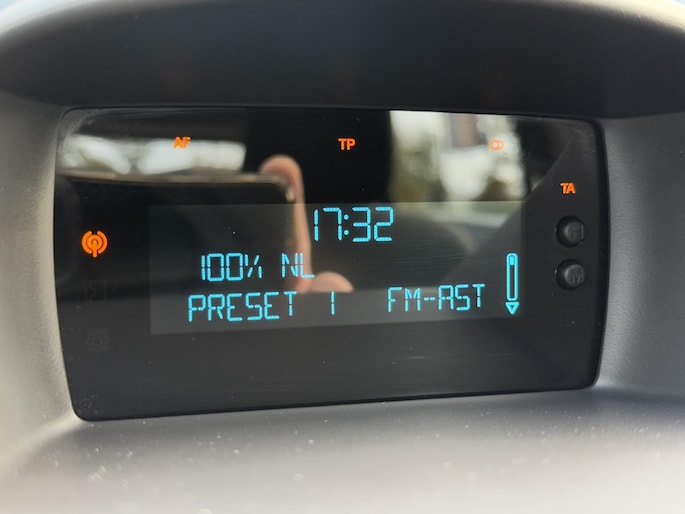 AF TP CD
TA
17:32
H
100% NL
M
PRESET 1 FM-AST